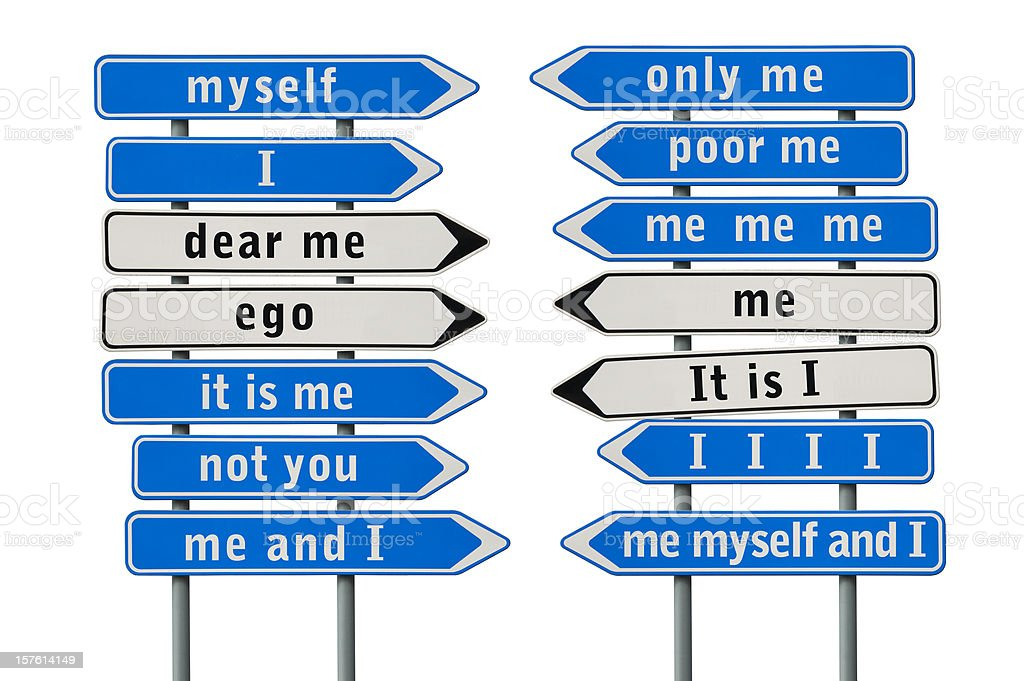 myself
I
dear me
ego
it is me
not you
me and I
only me
poor me
me me me
me
It is I
I I I I
me myself and I
iStock
by Getty Images™
157614149